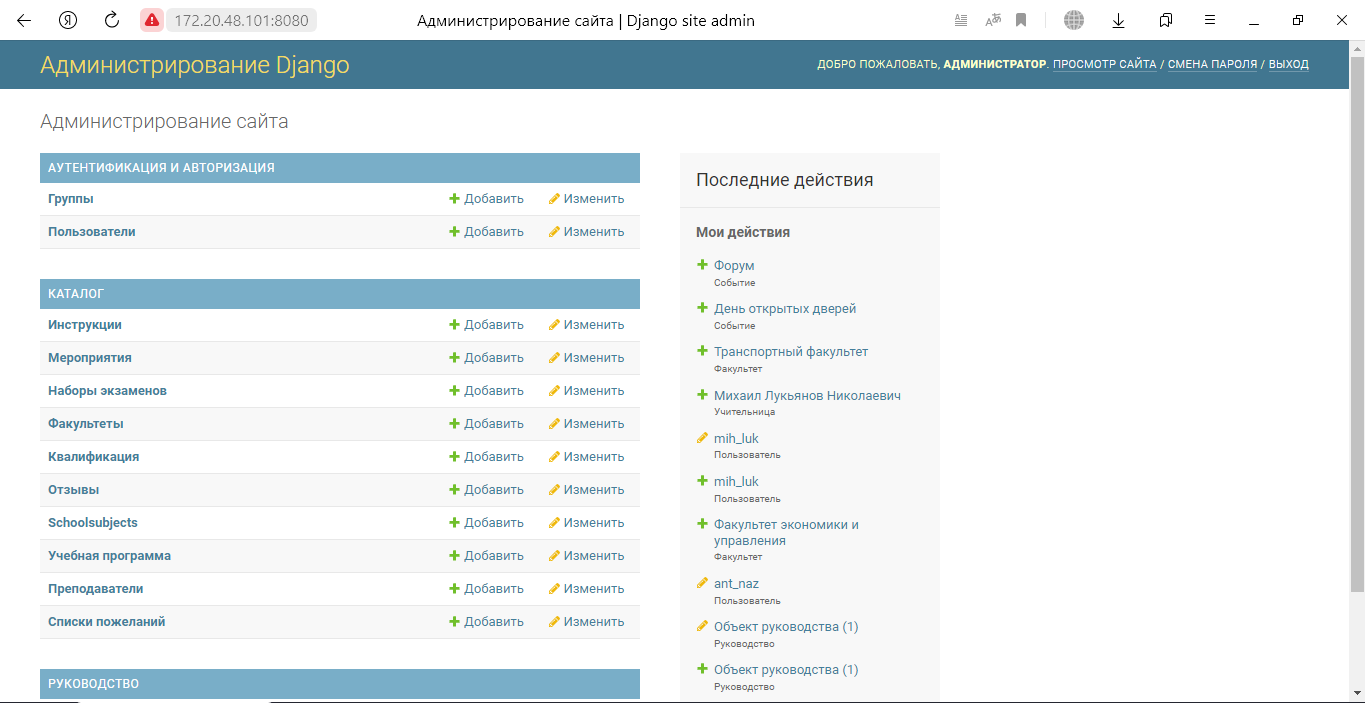 172.20.48.101:8080
Администрирование сайта | Django site admin
Администрирование Django
ДОБРО ПОЖАЛОВАТЬ, АДМИНИСТРАТОР. ПРОСМОТР САЙТА / СМЕНА ПАРОЛЯ / ВЫХОД
Администрирование сайта
АУТЕНТИФИКАЦИЯ И АВТОРИЗАЦИЯ
Группы Добавить Изменить
Пользователи Добавить Изменить
КАТАЛОГ
Инструкции Добавить Изменить
Мероприятия Добавить Изменить
Наборы экзаменов Добавить Изменить
Факультеты Добавить Изменить
Квалификация Добавить Изменить
Отзывы Добавить Изменить
Schoolsubjects Добавить Изменить
Учебная программа Добавить Изменить
Преподаватели Добавить Изменить
Списки пожеланий Добавить Изменить
РУКОВОДСТВО
Последние действия
Мои действия
Форум
Событие
День открытых дверей
Событие
Транспортный факультет
Факультет
Михаил Лукьянов Николаевич
Учительница
mih_luk
Пользователь
mih_luk
Пользователь
Факультет экономики и
управления
Факультет
ant_naz
Пользователь
Объект руководства (1)
Руководство
Объект руководства (1)
Руководство